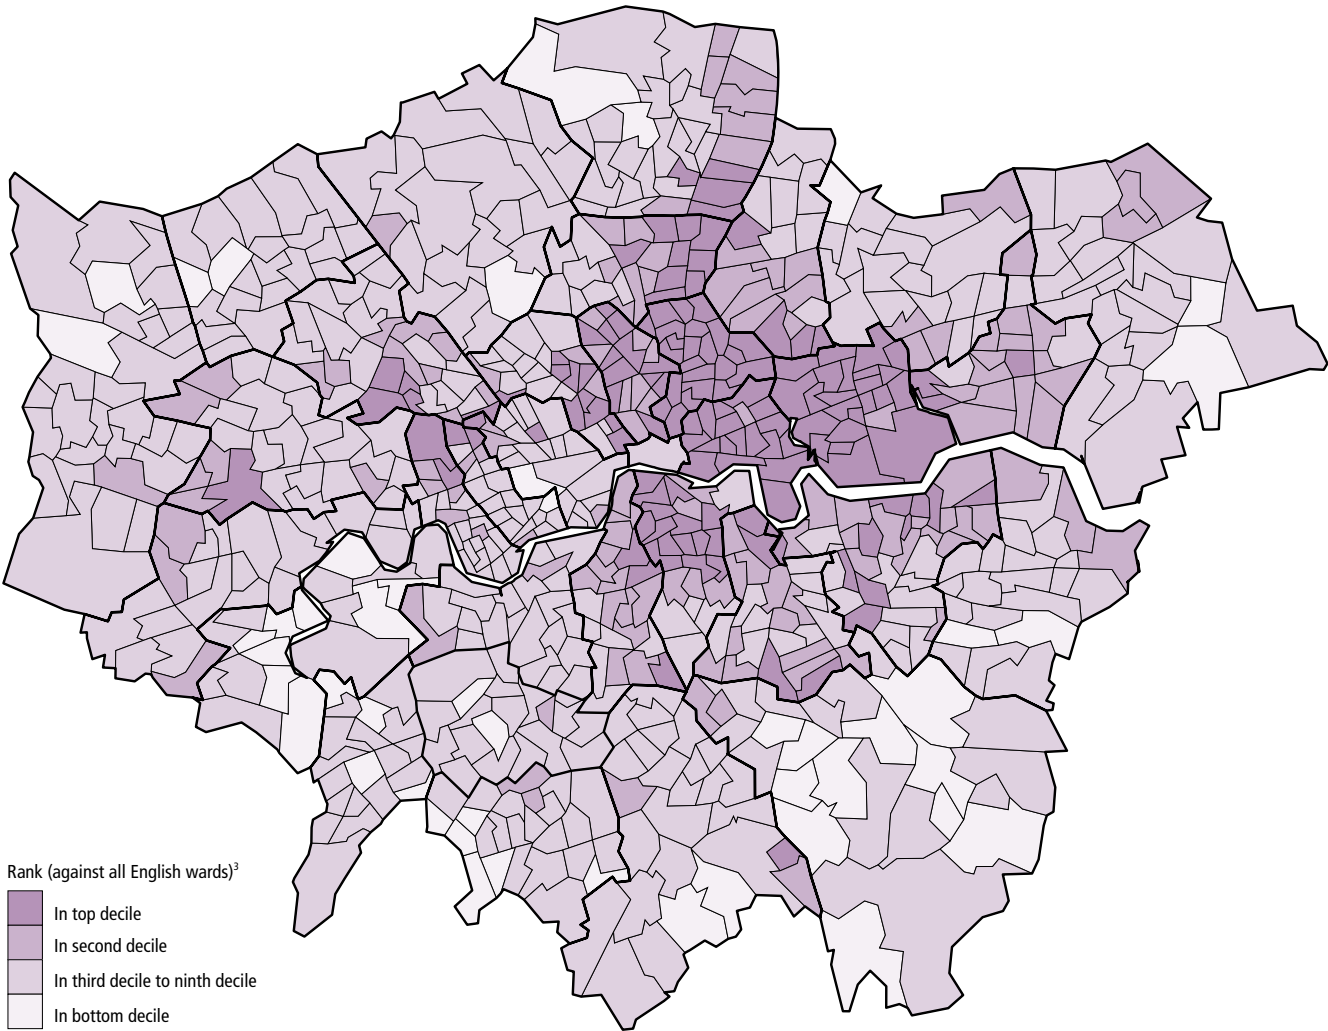 Rank (against all English wards)³
In top decile
In second decile
In third decile to ninth decile
In bottom decile